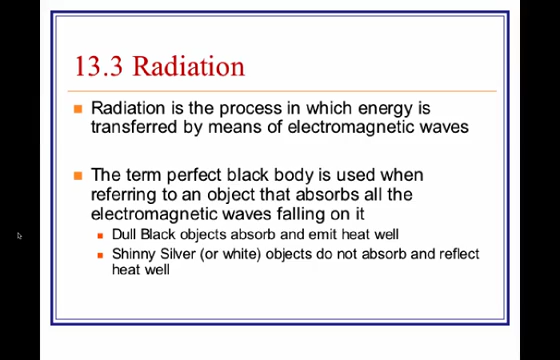 13.3 Radiation
Radiation is the process in which energy is
transferred by means of electromagnetic waves
The term perfect black body is used when
referring to an object that absorbs all the
electromagnetic waves falling on it
Dull Black objects absorb and emit heat well
Shinny Silver (or white) objects do not absorb and reflect
heat well